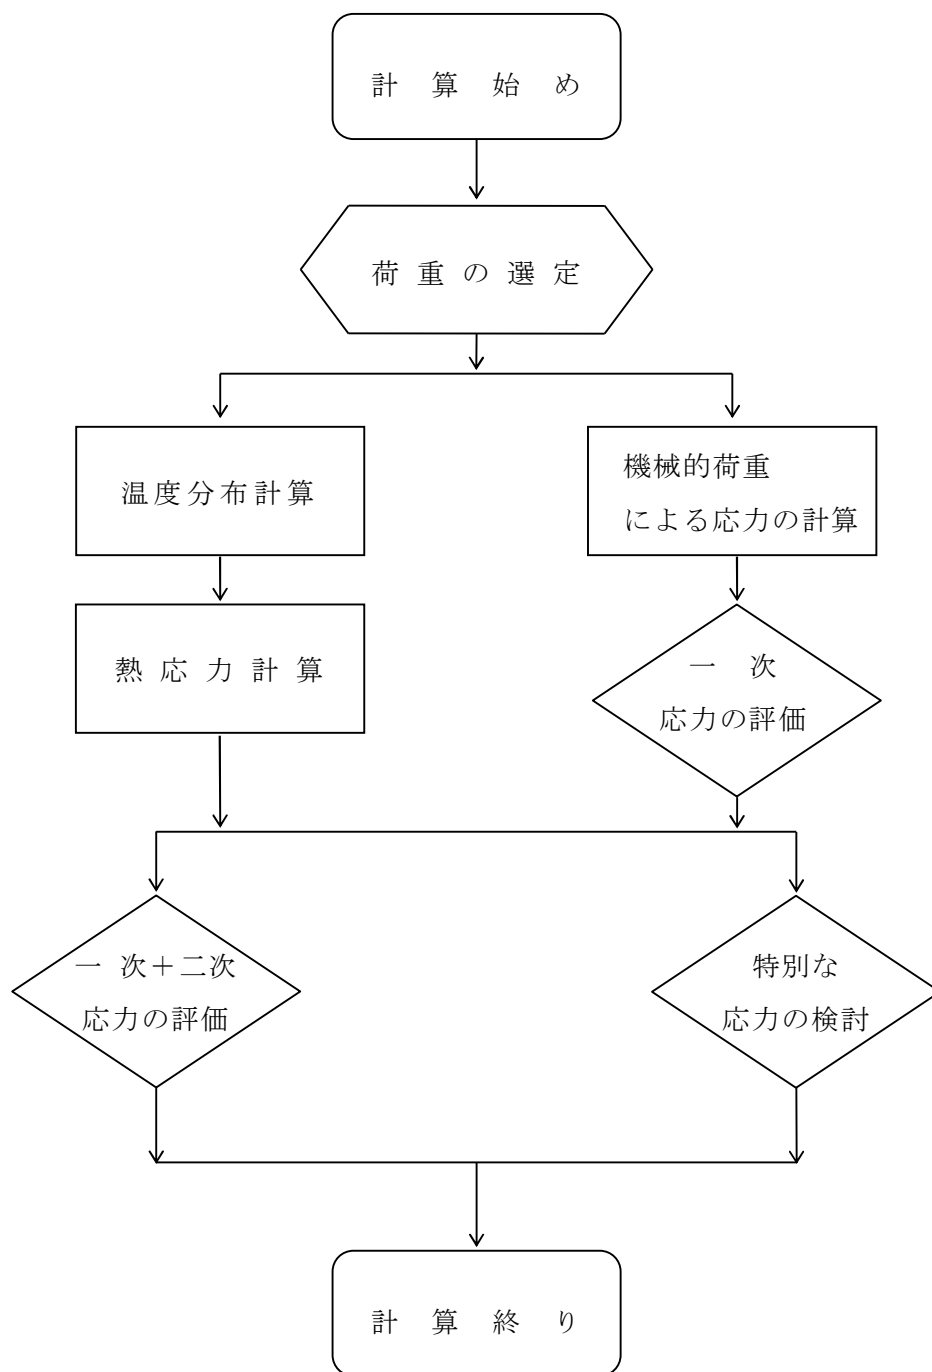 計算始め
荷重の選定
温度分布計算
機械的荷重
による応力の計算
熱応力計算
一次
応力の評価
一次＋二次
応力の評価
特別な
応力の検討
計算終り